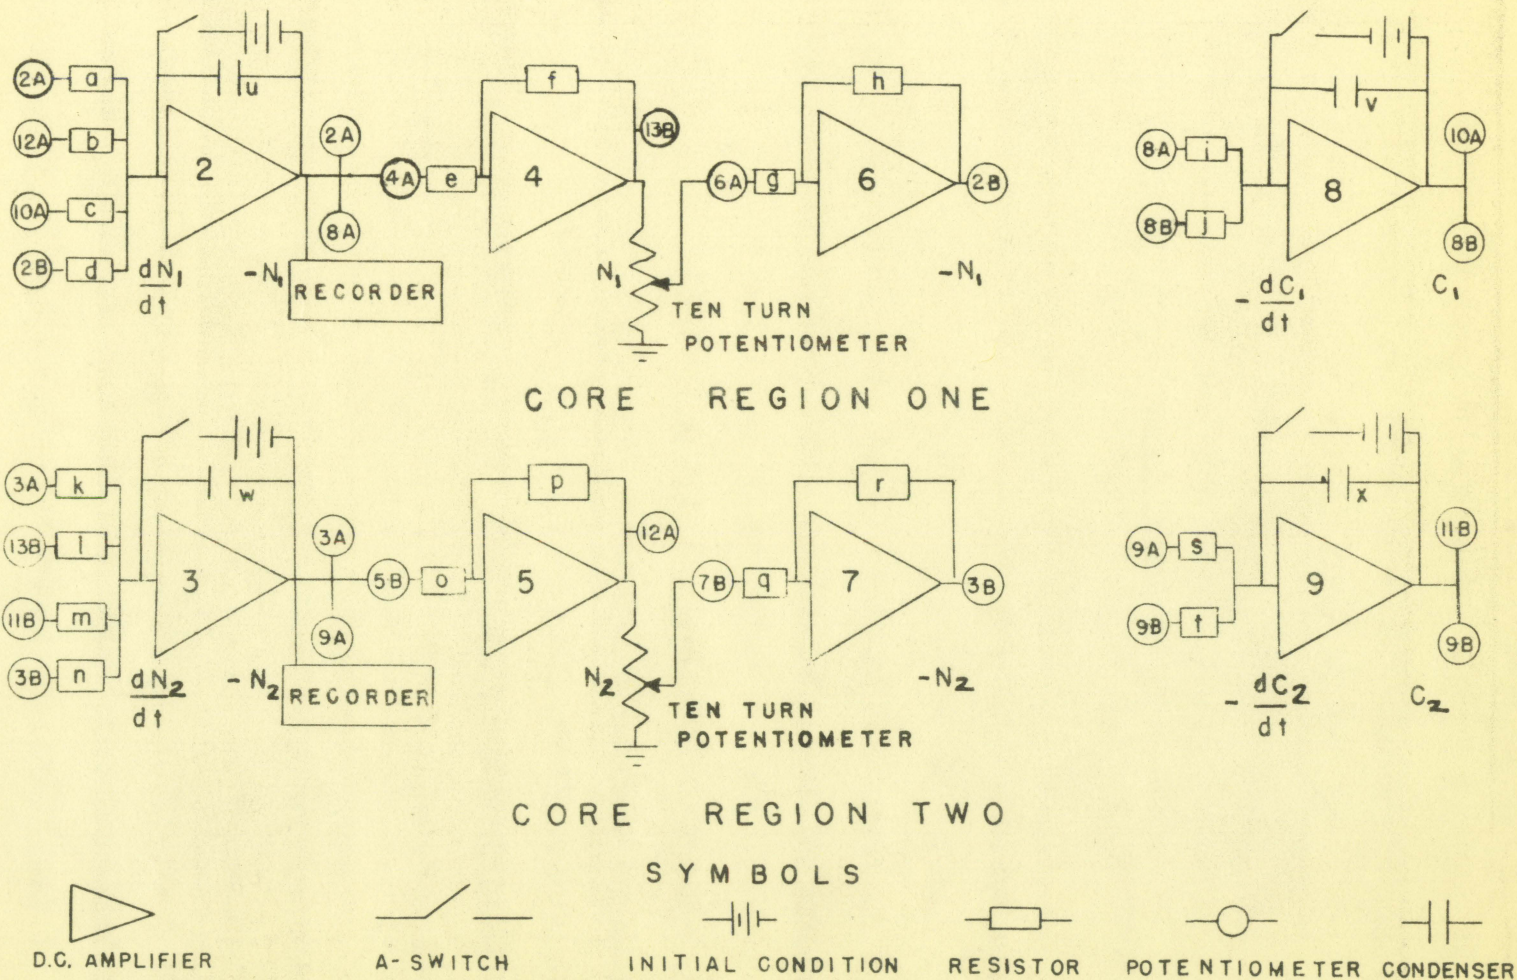 2A a
12A b
10A c
2B d
u
2
dN₁
dt
-N₁
2A
8A
RECORDER
4A e
f
4
13B
N₁
TEN TURN
POTENTIOMETER
6A g
h
6
2B
-N₁
8A i
8B j
v
8
10A
8B
- dC₁
dt
C₁
CORE REGION ONE
3A k
13B l
11B m
3B n
w
3
dN₂
dt
-N₂
3A
9A
RECORDER
5B o
p
5
12A
N₂
TEN TURN
POTENTIOMETER
7B q
r
7
3B
-N₂
9A s
9B t
x
9
11B
9B
- dC₂
dt
C₂
CORE REGION TWO
SYMBOLS
D.C. AMPLIFIER
A-SWITCH
INITIAL CONDITION
RESISTOR
POTENTIOMETER
CONDENSER